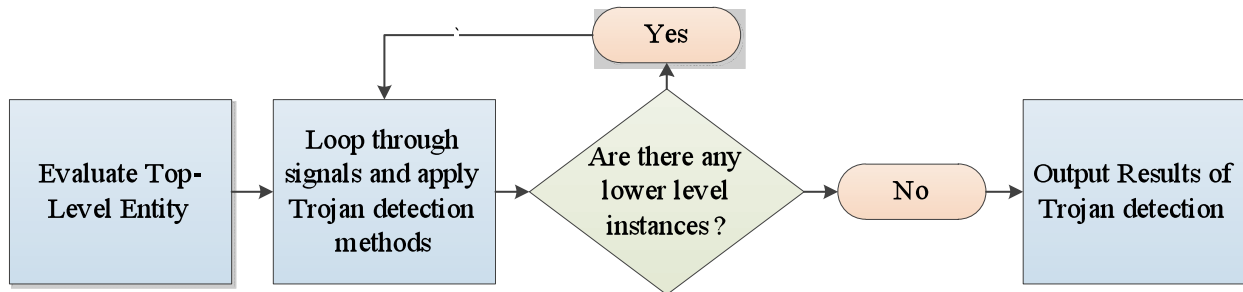 Yes
Evaluate Top-
Level Entity
Loop through
signals and apply
Trojan detection
methods
Are there any
lower level
instances ?
No
Output Results of
Trojan detection